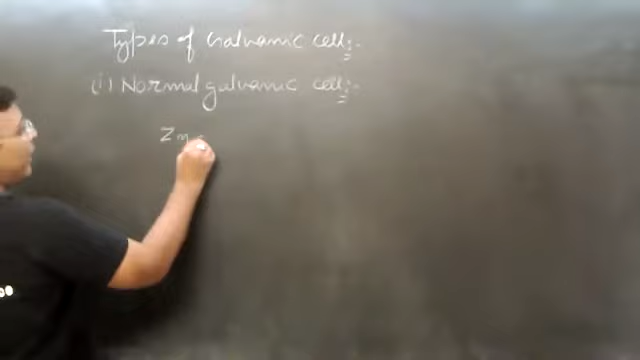 Types of Galvanic cell:-
(i) Normal galvanic cell:-
Zn